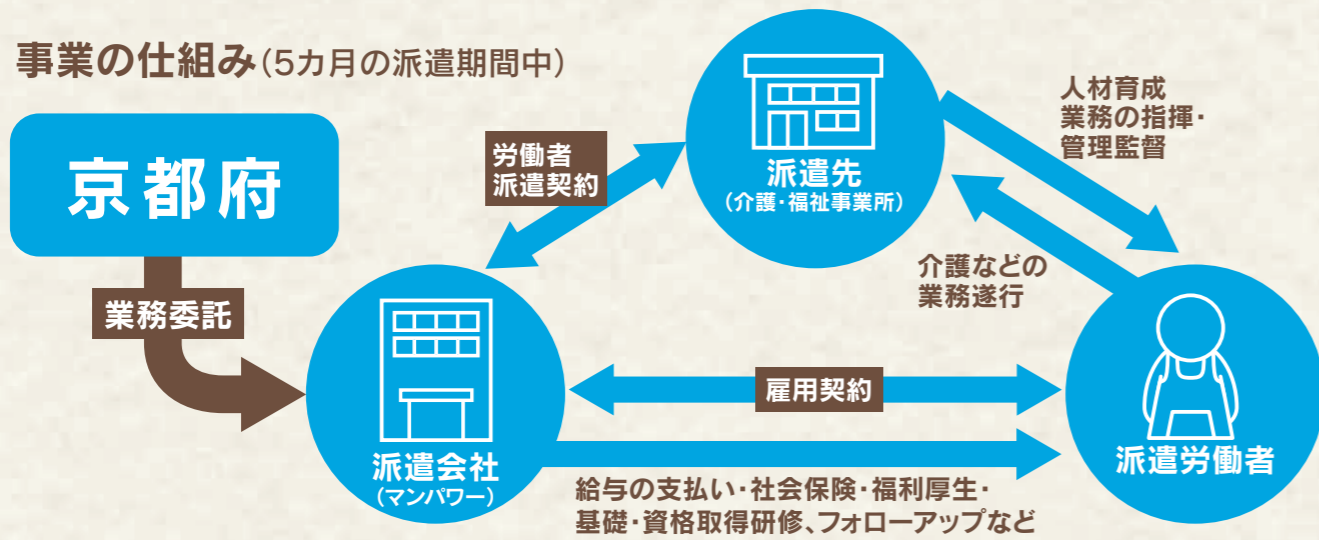 事業の仕組み(5カ月の派遣期間中)
京都府
業務委託
労働者
派遣契約
派遣先
(介護・福祉事業所)
人材育成
業務の指揮・
管理監督
介護などの
業務遂行
雇用契約
派遣会社
(マンパワー)
派遣労働者
給与の支払い・社会保険・福利厚生・
基礎・資格取得研修、フォローアップなど